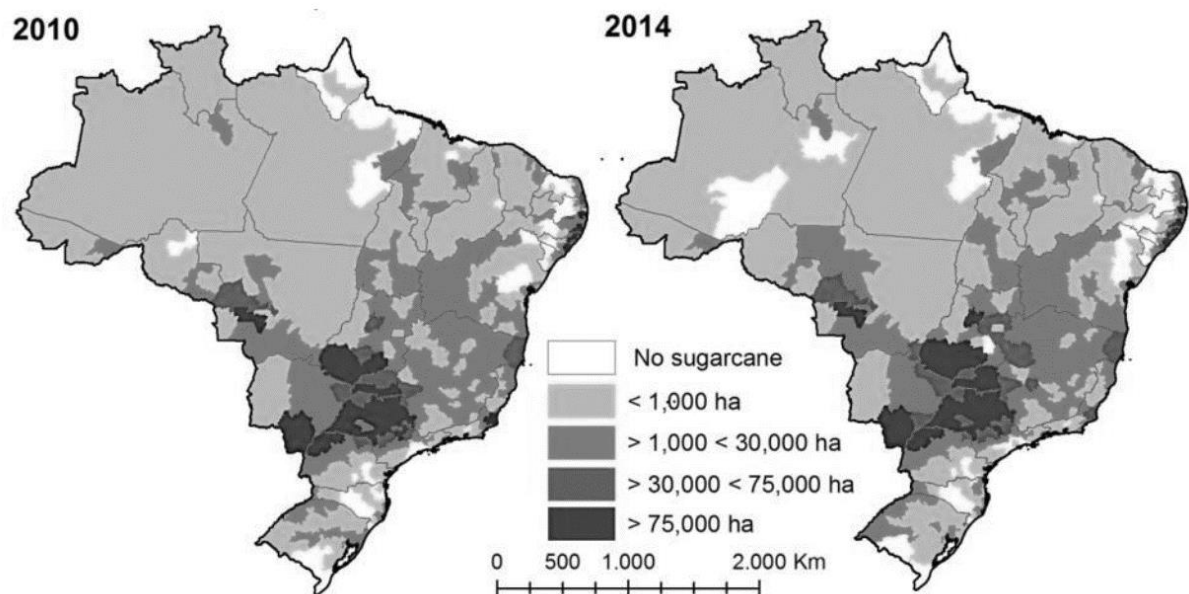 2010
2014
No sugarcane
< 1,000 ha
> 1,000 < 30,000 ha
> 30,000 < 75,000 ha
> 75,000 ha
0 500 1.000 2.000 Km